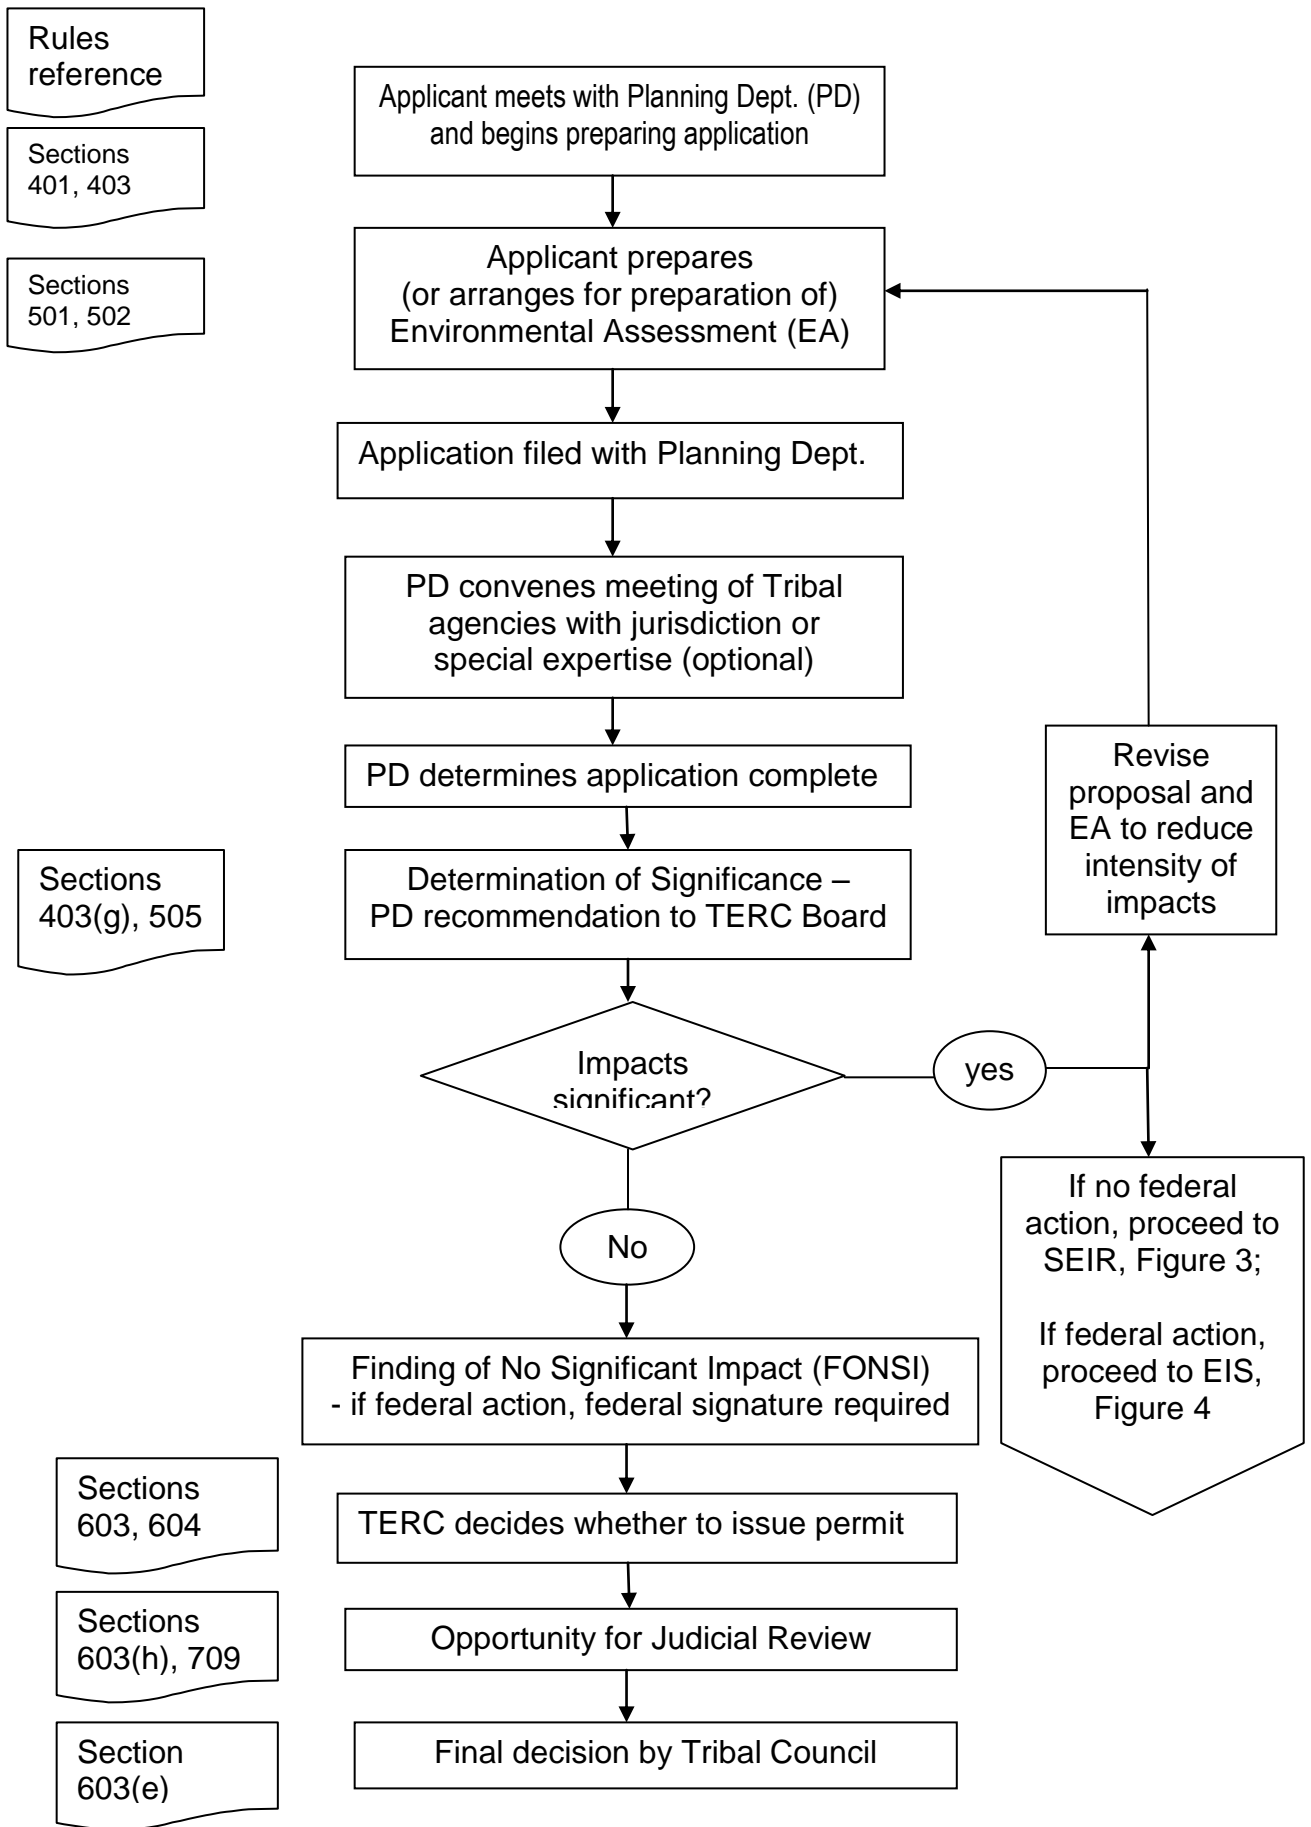 Rules
reference
Applicant meets with Planning Dept. (PD)
and begins preparing application
Sections
401, 403
Applicant prepares
(or arranges for preparation of)
Environmental Assessment (EA)
Sections
501, 502
Application filed with Planning Dept.
PD convenes meeting of Tribal
agencies with jurisdiction or
special expertise (optional)
PD determines application complete
Revise
proposal and
EA to reduce
intensity of
impacts
Sections
403(g), 505
Determination of Significance –
PD recommendation to TERC Board
Impacts
significant?
yes
No
If no federal
action, proceed to
SEIR, Figure 3;
If federal action,
proceed to EIS,
Figure 4
Finding of No Significant Impact (FONSI)
- if federal action, federal signature required
Sections
603, 604
TERC decides whether to issue permit
Sections
603(h), 709
Opportunity for Judicial Review
Section
603(e)
Final decision by Tribal Council